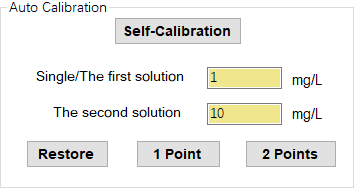 Auto Calibration
Self-Calibration
Single/The first solution 1 mg/L
The second solution 10 mg/L
Restore 1 Point 2 Points